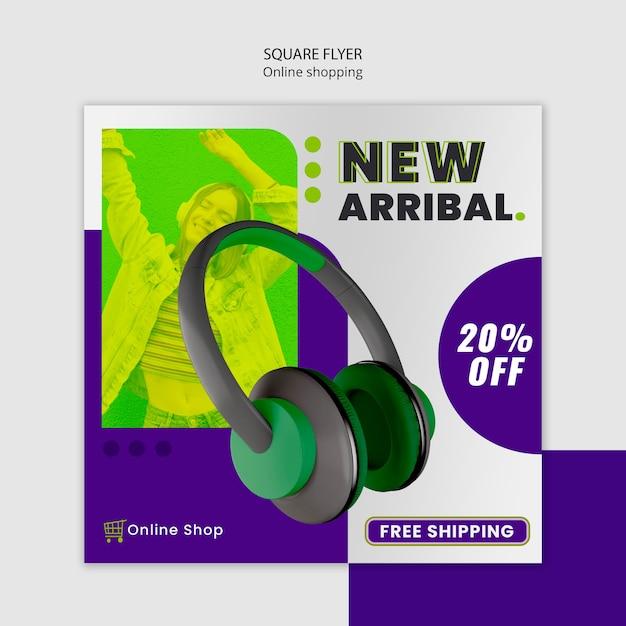 SQUARE FLYER
Online shopping
NEW
ARRIBAL.
20%
OFF
Online Shop
FREE SHIPPING